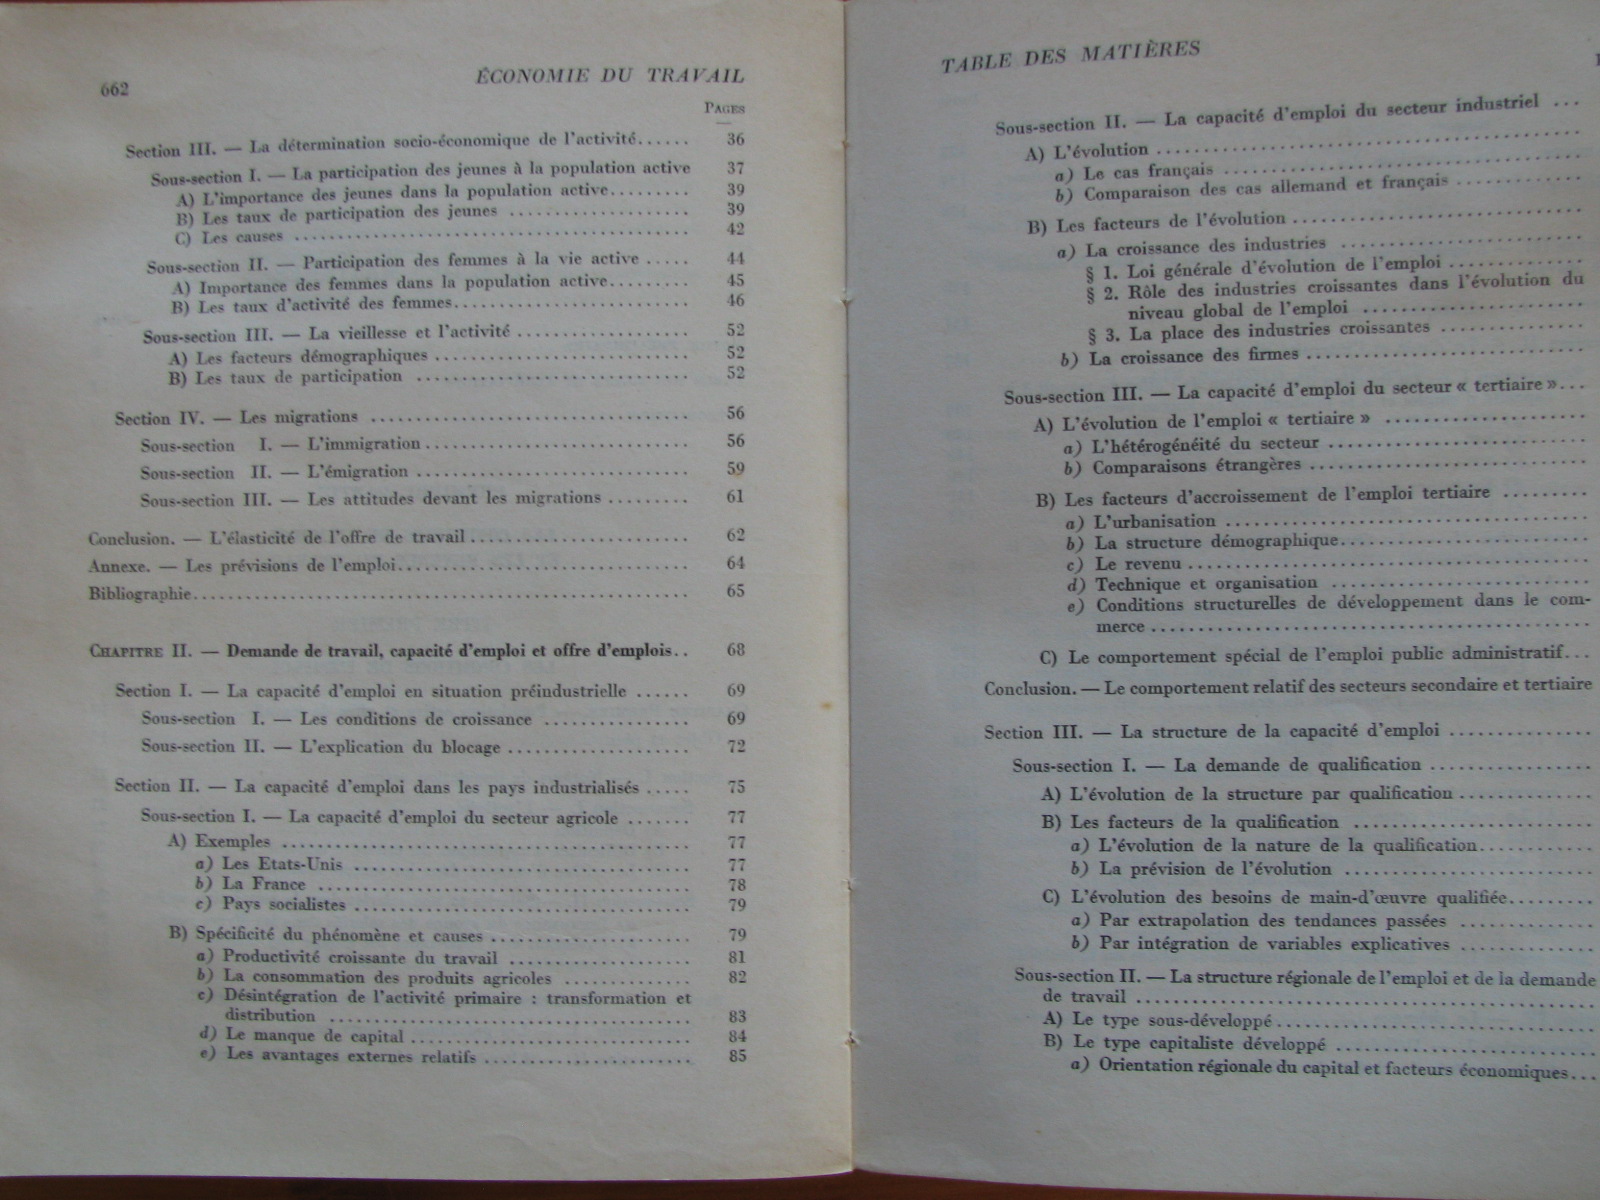 662
ÉCONOMIE DU TRAVAIL
PAGES
Section III. — La détermination socio-économique de l'activité...... 36
Sous-section I. — La participation des jeunes à la population active 37
A) L'importance des jeunes dans la population active......... 39
B) Les taux de participation des jeunes .................... 39
C) Les causes ............................................. 42
Sous-section II. — Participation des femmes à la vie active ..... 44
A) Importance des femmes dans la population active......... 45
B) Les taux d'activité des femmes.......................... 46
Sous-section III. — La vieillesse et l'activité .................... 52
A) Les facteurs démographiques ............................. 52
B) Les taux de participation ............................... 52
Section IV. — Les migrations .................................... 56
Sous-section I. — L'immigration .............................. 56
Sous-section II. — L'émigration ............................... 59
Sous-section III. — Les attitudes devant les migrations ......... 61
Conclusion. — L'élasticité de l'offre de travail ........................ 62
Annexe. — Les prévisions de l'emploi................................. 64
Bibliographie......................................................... 65
CHAPITRE II. — Demande de travail, capacité d'emploi et offre d'emplois.. 68
Section I. — La capacité d'emploi en situation préindustrielle ...... 69
Sous-section I. — Les conditions de croissance ................ 69
Sous-section II. — L'explication du blocage ..................... 72
Section II. — La capacité d'emploi dans les pays industrialisés ..... 75
Sous-section I. — La capacité d'emploi du secteur agricole ....... 77
A) Exemples ............................................... 77
a) Les Etats-Unis ....................................... 77
b) La France ........................................... 78
c) Pays socialistes ...................................... 79
B) Spécificité du phénomène et causes ....................... 79
a) Productivité croissante du travail ..................... 81
b) La consommation des produits agricoles .............. 82
c) Désintégration de l'activité primaire : transformation et
distribution ......................................... 83
d) Le manque de capital ................................ 84
e) Les avantages externes relatifs ........................ 85
TABLE DES MATIÈRES
Sous-section II. — La capacité d'emploi du secteur industriel ...
A) L'évolution ................................................
a) Le cas français ..........................................
b) Comparaison des cas allemand et français ..............
B) Les facteurs de l'évolution .................................
a) La croissance des industries ............................
§ 1. Loi générale d'évolution de l'emploi ................
§ 2. Rôle des industries croissantes dans l'évolution du
niveau global de l'emploi ..........................
§ 3. La place des industries croissantes ................
b) La croissance des firmes ................................
Sous-section III. — La capacité d'emploi du secteur « tertiaire »...
A) L'évolution de l'emploi « tertiaire » .......................
a) L'hétérogénéité du secteur .............................
b) Comparaisons étrangères ................................
B) Les facteurs d'accroissement de l'emploi tertiaire .........
a) L'urbanisation .........................................
b) La structure démographique............................
c) Le revenu .............................................
d) Technique et organisation .............................
e) Conditions structurelles de développement dans le com-
merce ...............................................
C) Le comportement spécial de l'emploi public administratif...
Conclusion. — Le comportement relatif des secteurs secondaire et tertiaire
Section III. — La structure de la capacité d'emploi ................
Sous-section I. — La demande de qualification ..................
A) L'évolution de la structure par qualification ...............
B) Les facteurs de la qualification ...........................
a) L'évolution de la nature de la qualification.............
b) La prévision de l'évolution ............................
C) L'évolution des besoins de main-d'œuvre qualifiée..........
a) Par extrapolation des tendances passées ...............
b) Par intégration de variables explicatives ...............
Sous-section II. — La structure régionale de l'emploi et de la demande
de travail ....................................................
A) Le type sous-développé....................................
B) Le type capitaliste développé ..............................
a) Orientation régionale du capital et facteurs économiques...